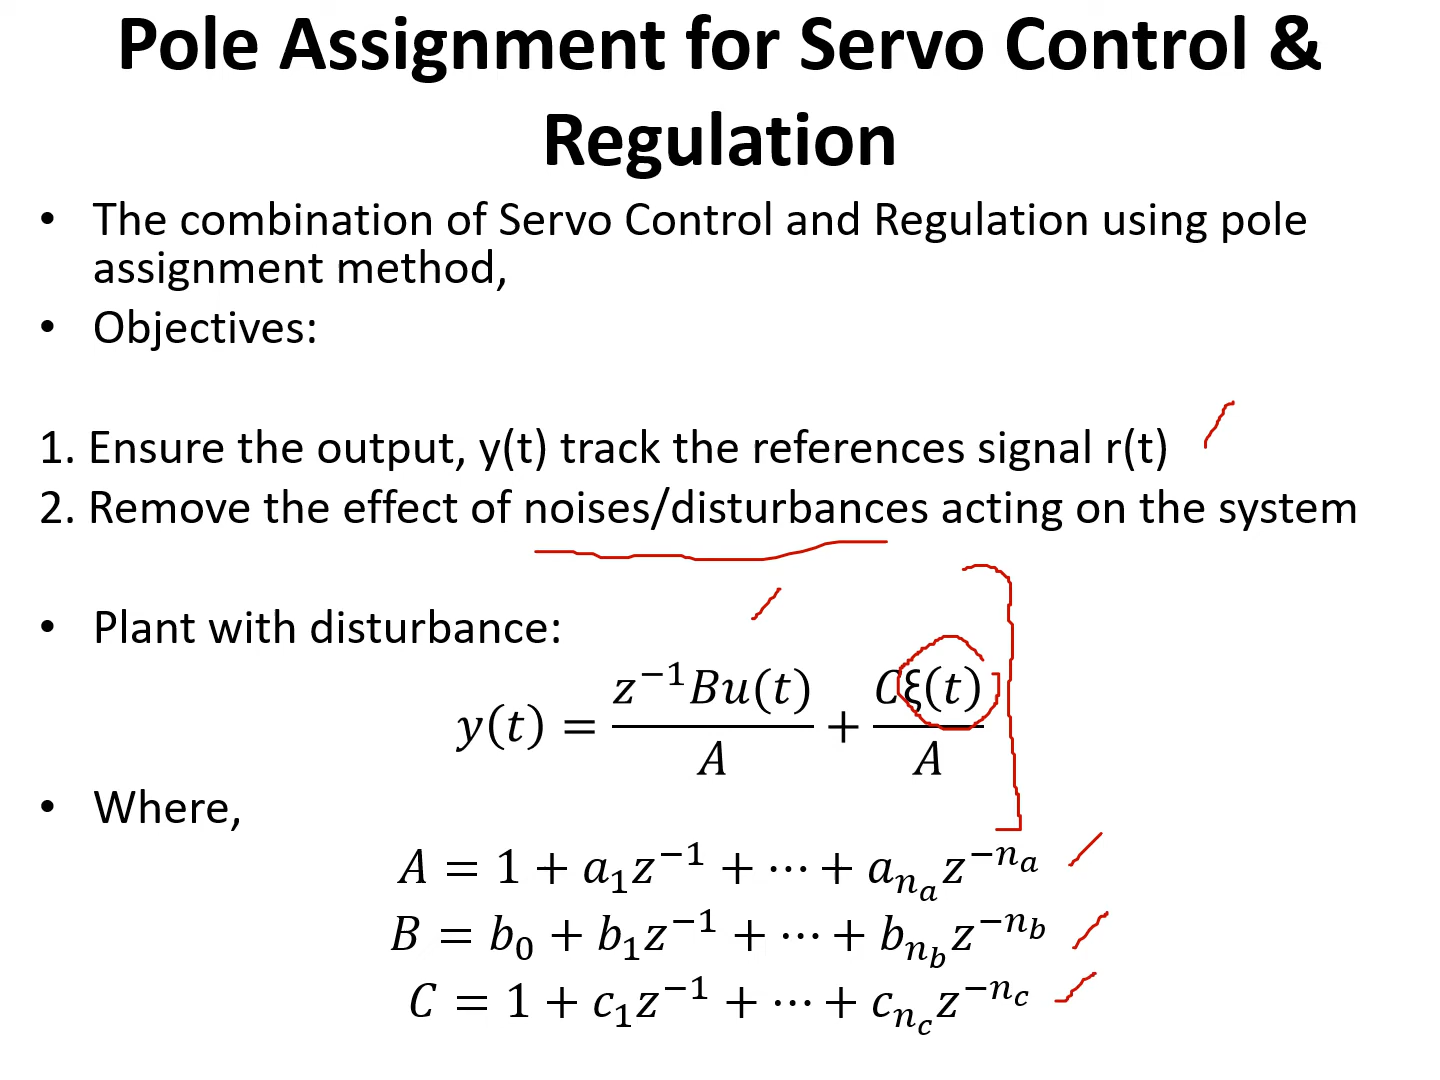 Pole Assignment for Servo Control &
Regulation
• The combination of Servo Control and Regulation using pole
assignment method,
• Objectives:
1. Ensure the output, y(t) track the references signal r(t)
2. Remove the effect of noises/disturbances acting on the system
• Plant with disturbance:
y(t) = \frac{z^{-1}Bu(t)}{A} + \frac{Cξ(t)}{A}
• Where,
A = 1 + a_1z^{-1} + ⋯ + a_{n_a}z^{-n_a}
B = b_0 + b_1z^{-1} + ⋯ + b_{n_b}z^{-n_b}
C = 1 + c_1z^{-1} + ⋯ + c_{n_c}z^{-n_c}